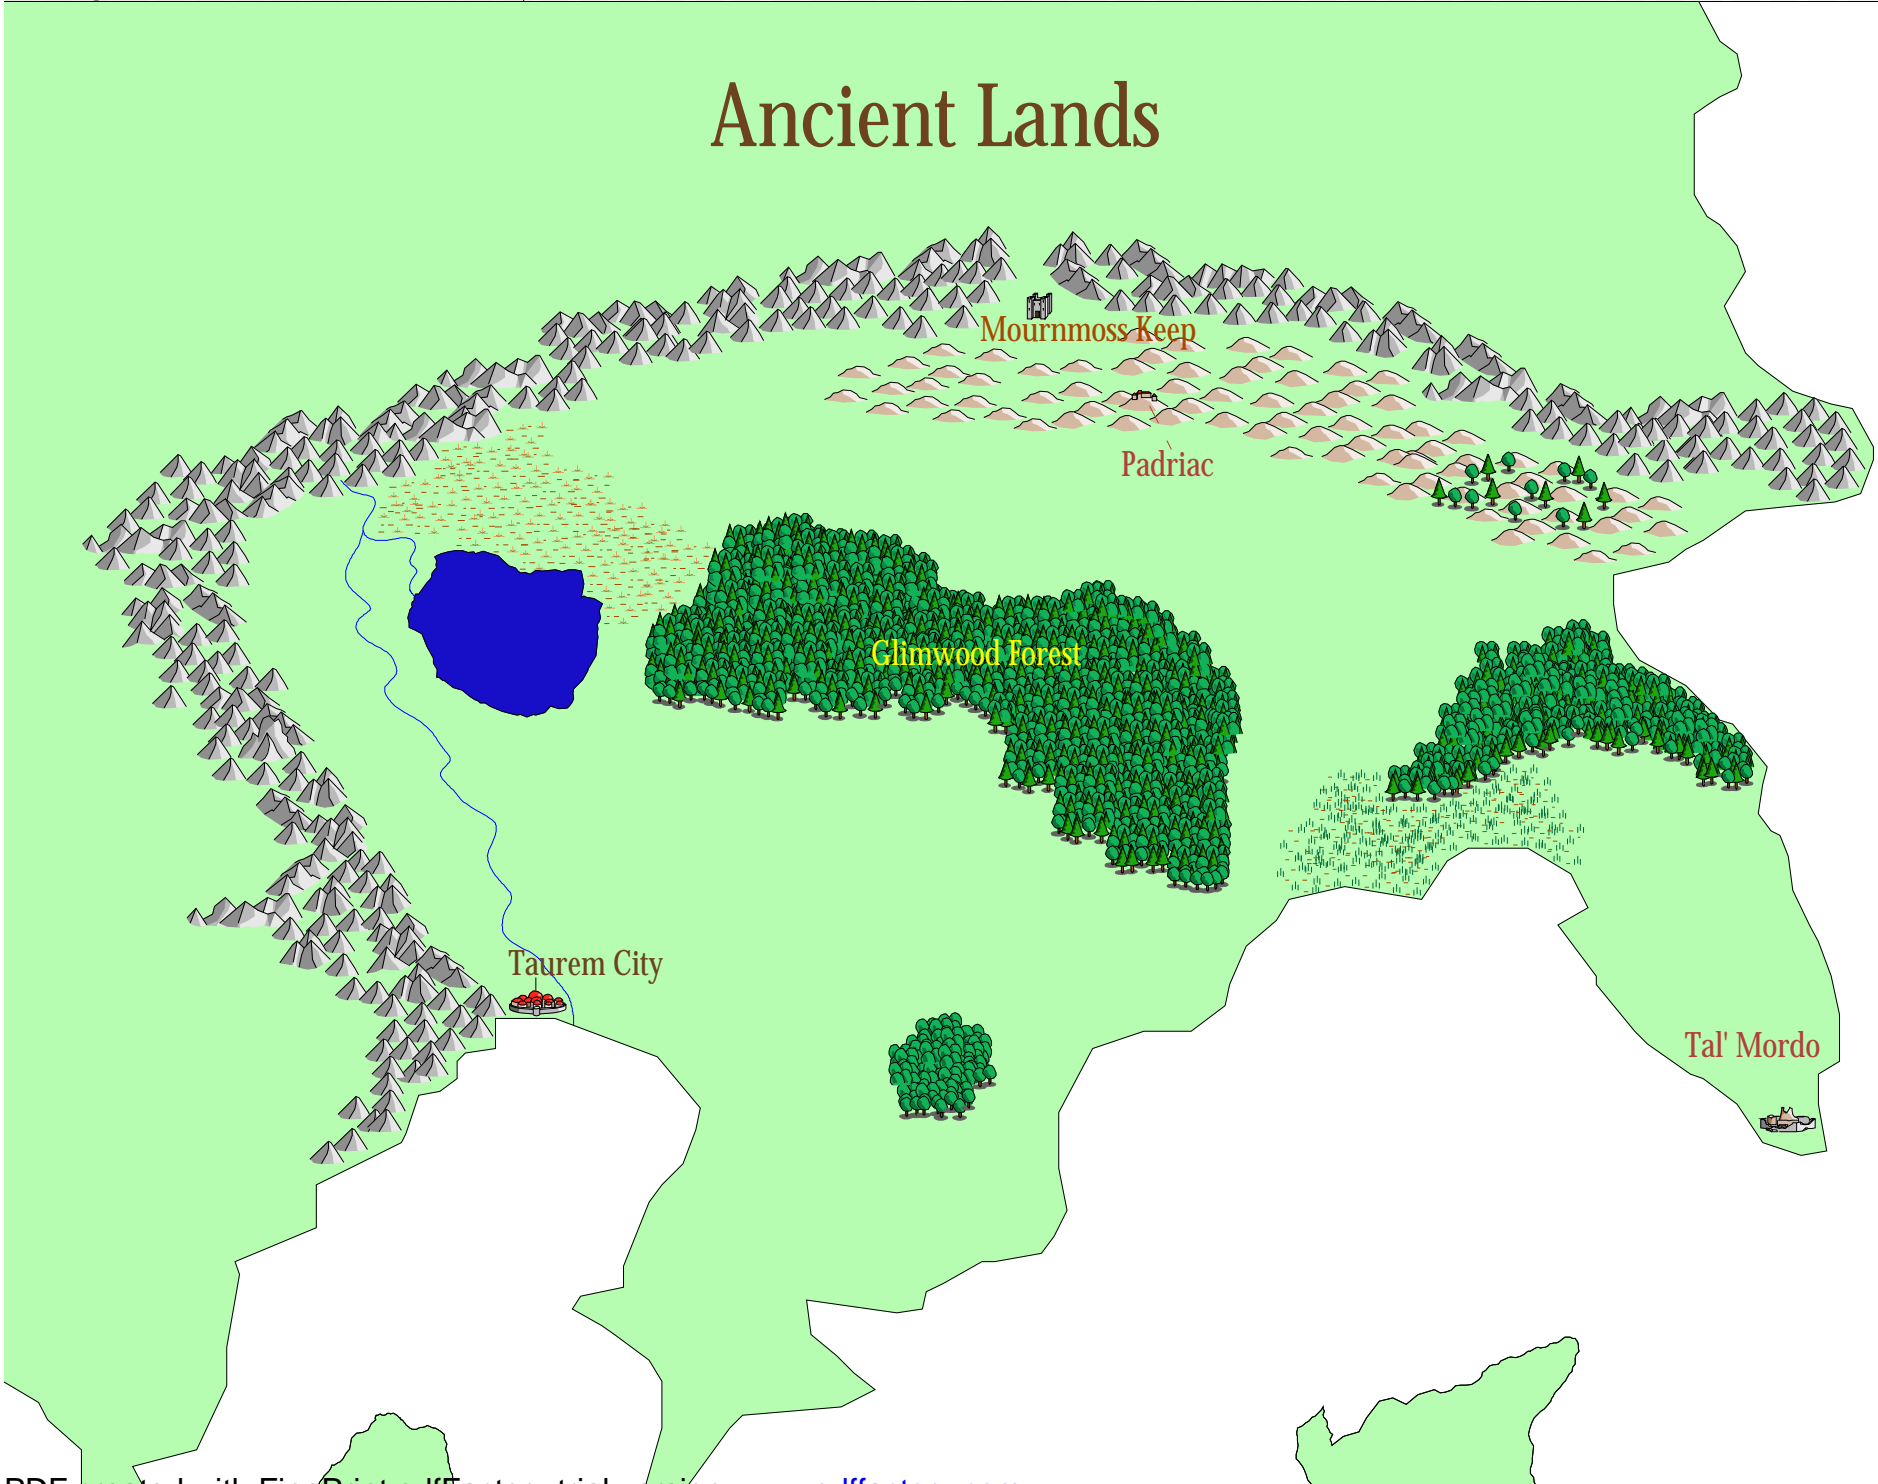 Ancient Lands
Mournmoss Keep
Padriac
Glimwood Forest
Taurem City
Tal' Mordo